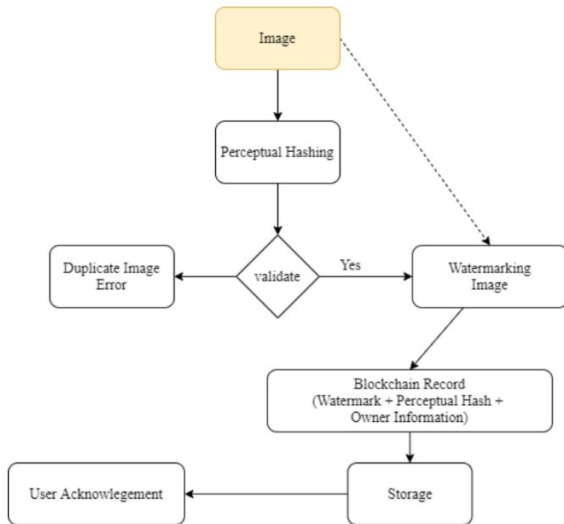 Image
Perceptual Hashing
validate
Yes
Duplicate Image
Error
Watermarking
Image
Blockchain Record
(Watermark + Perceptual Hash +
Owner Information)
Storage
User Acknowlegement